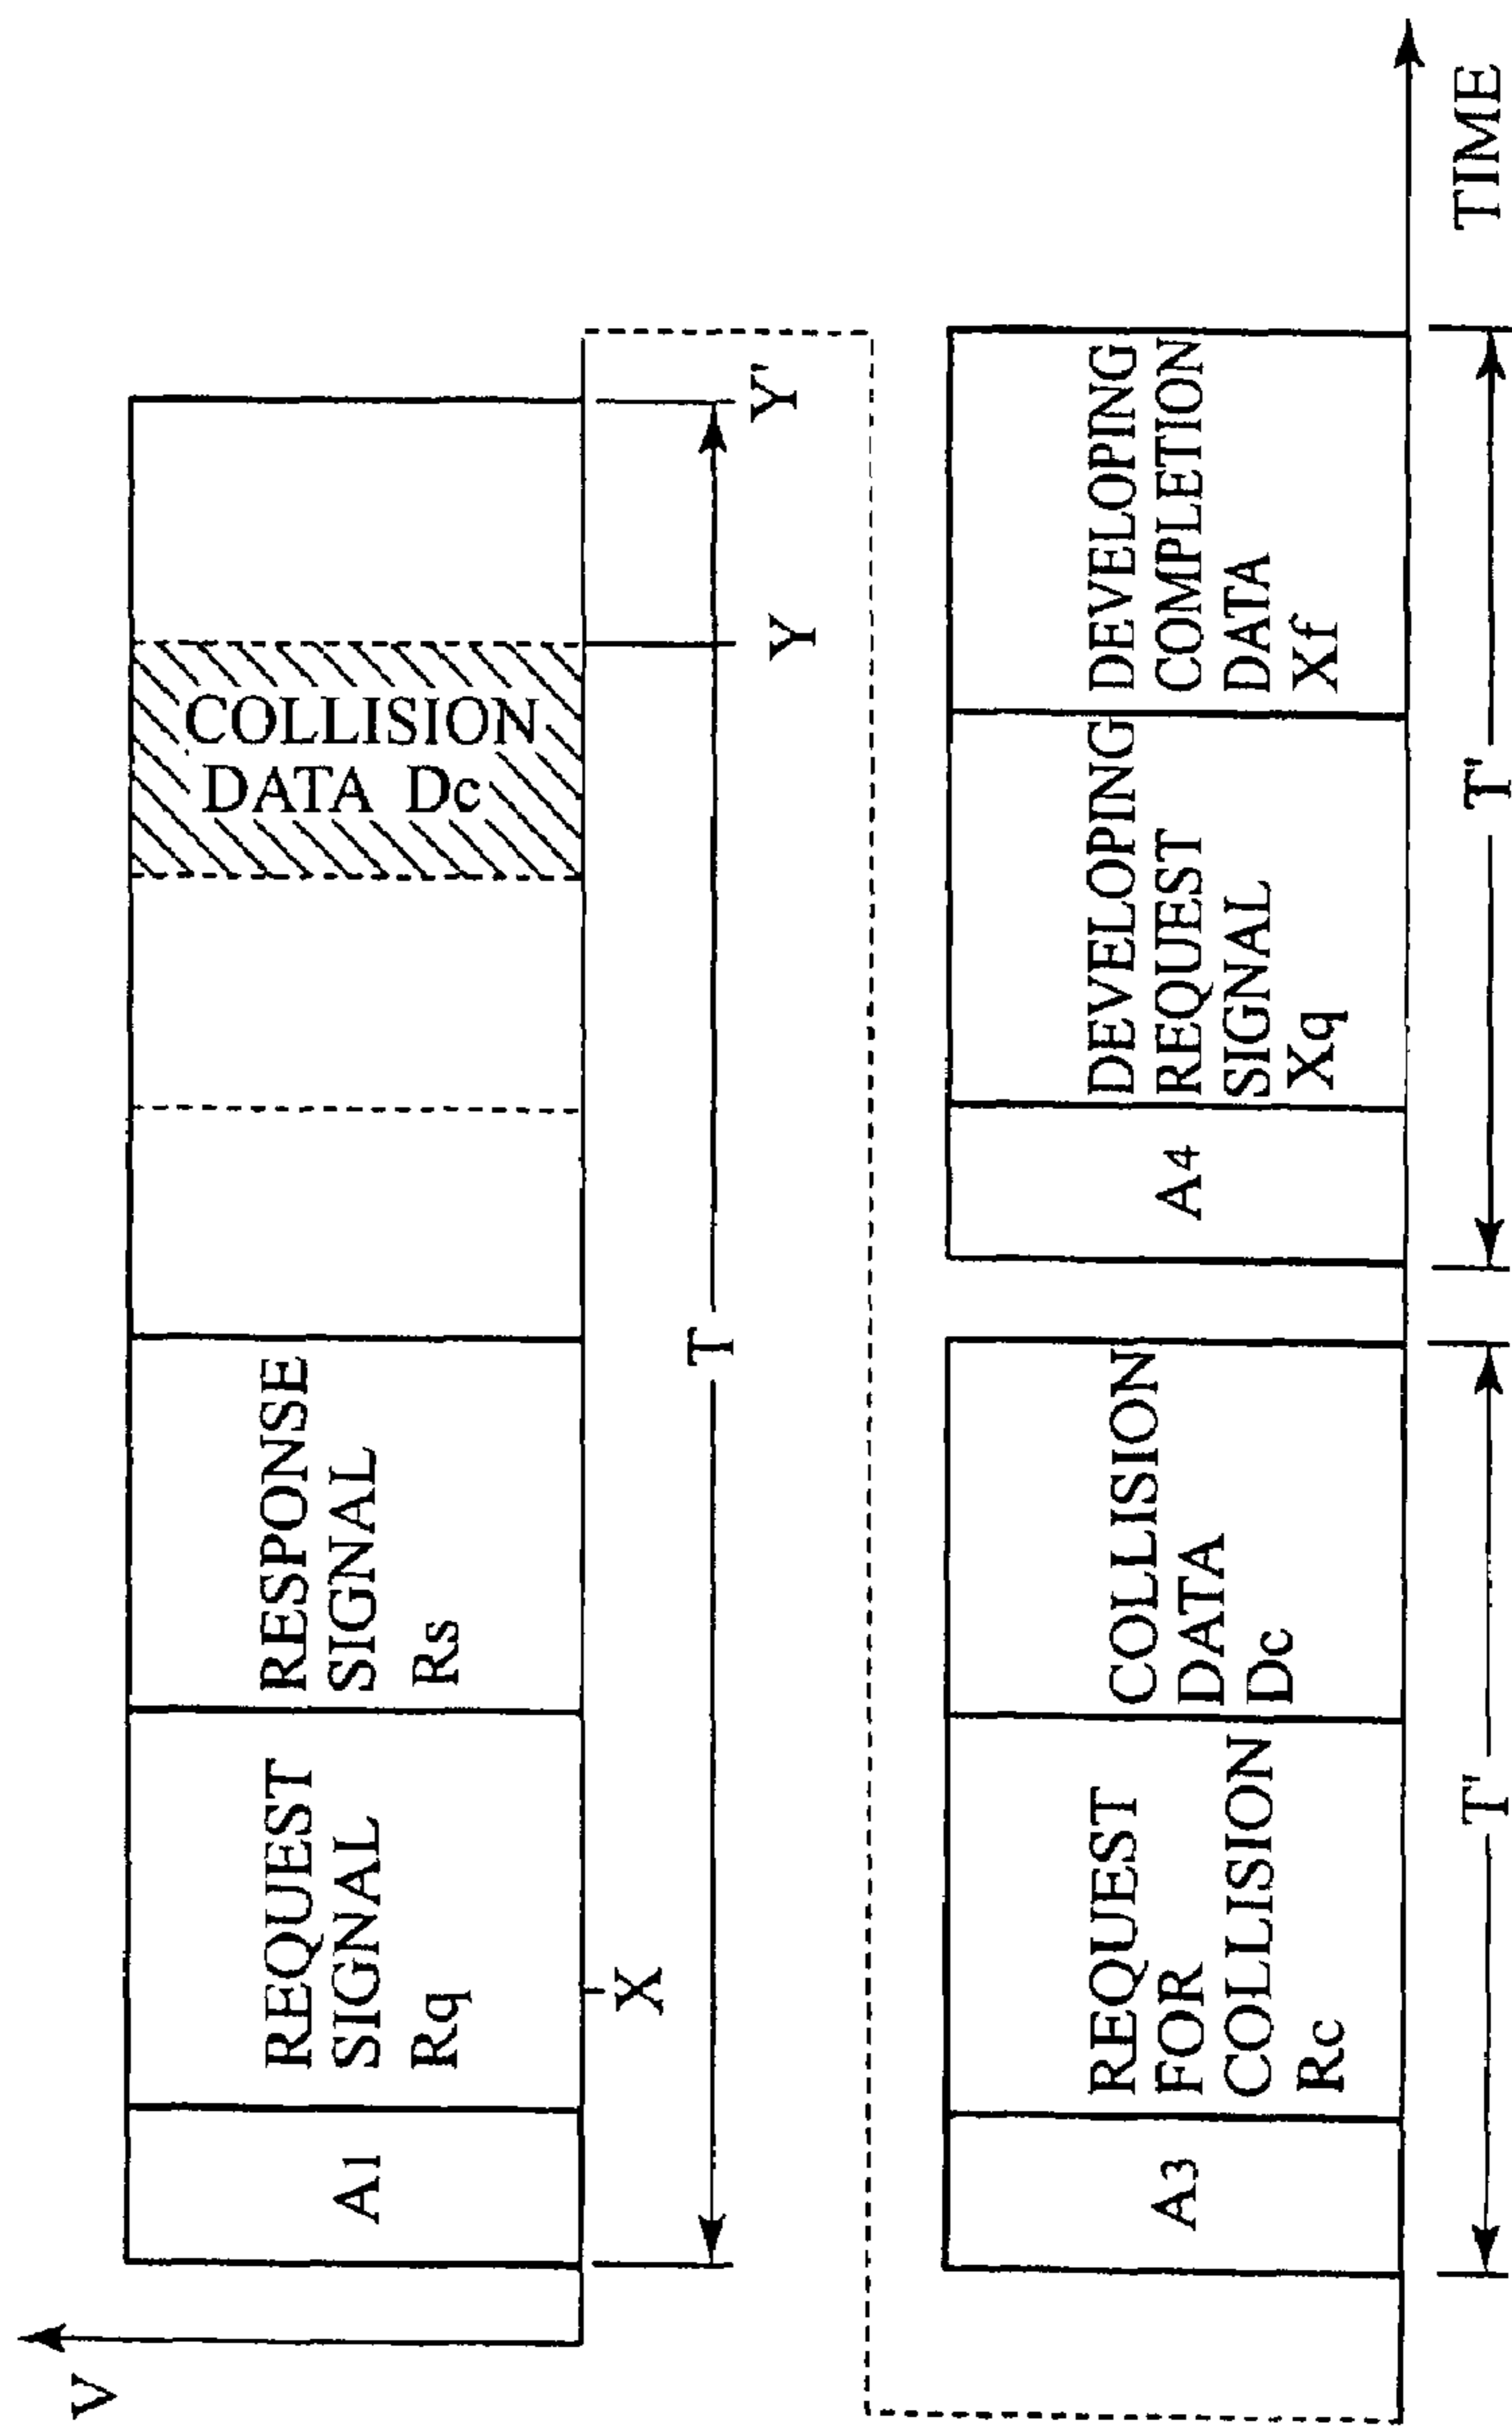 V
A1
REQUEST
SIGNAL
Rq
RESPONSE
SIGNAL
Rs
COLLISION
DATA Dc
X
Y
Y'
T
A3
REQUEST
FOR
COLLISION
Rc
COLLISION
DATA
Dc
A4
DEVELOPING
REQUEST
SIGNAL
Xq
DEVELOPING
COMPLETION
DATA
Xf
T'
T'
TIME